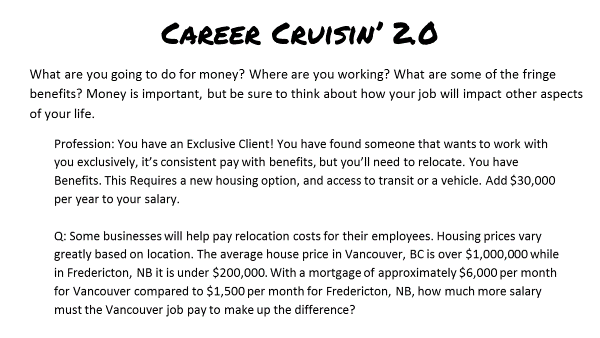 Career Cruisin' 2.0
What are you going to do for money? Where are you working? What are some of the fringe
benefits? Money is important, but be sure to think about how your job will impact other aspects
of your life.
Profession: You have an Exclusive Client! You have found someone that wants to work with
you exclusively, it's consistent pay with benefits, but you'll need to relocate. You have
Benefits. This Requires a new housing option, and access to transit or a vehicle. Add $30,000
per year to your salary.
Q: Some businesses will help pay relocation costs for their employees. Housing prices vary
greatly based on location. The average house price in Vancouver, BC is over $1,000,000 while
in Fredericton, NB it is under $200,000. With a mortgage of approximately $6,000 per month
for Vancouver compared to $1,500 per month for Fredericton, NB, how much more salary
must the Vancouver job pay to make up the difference?